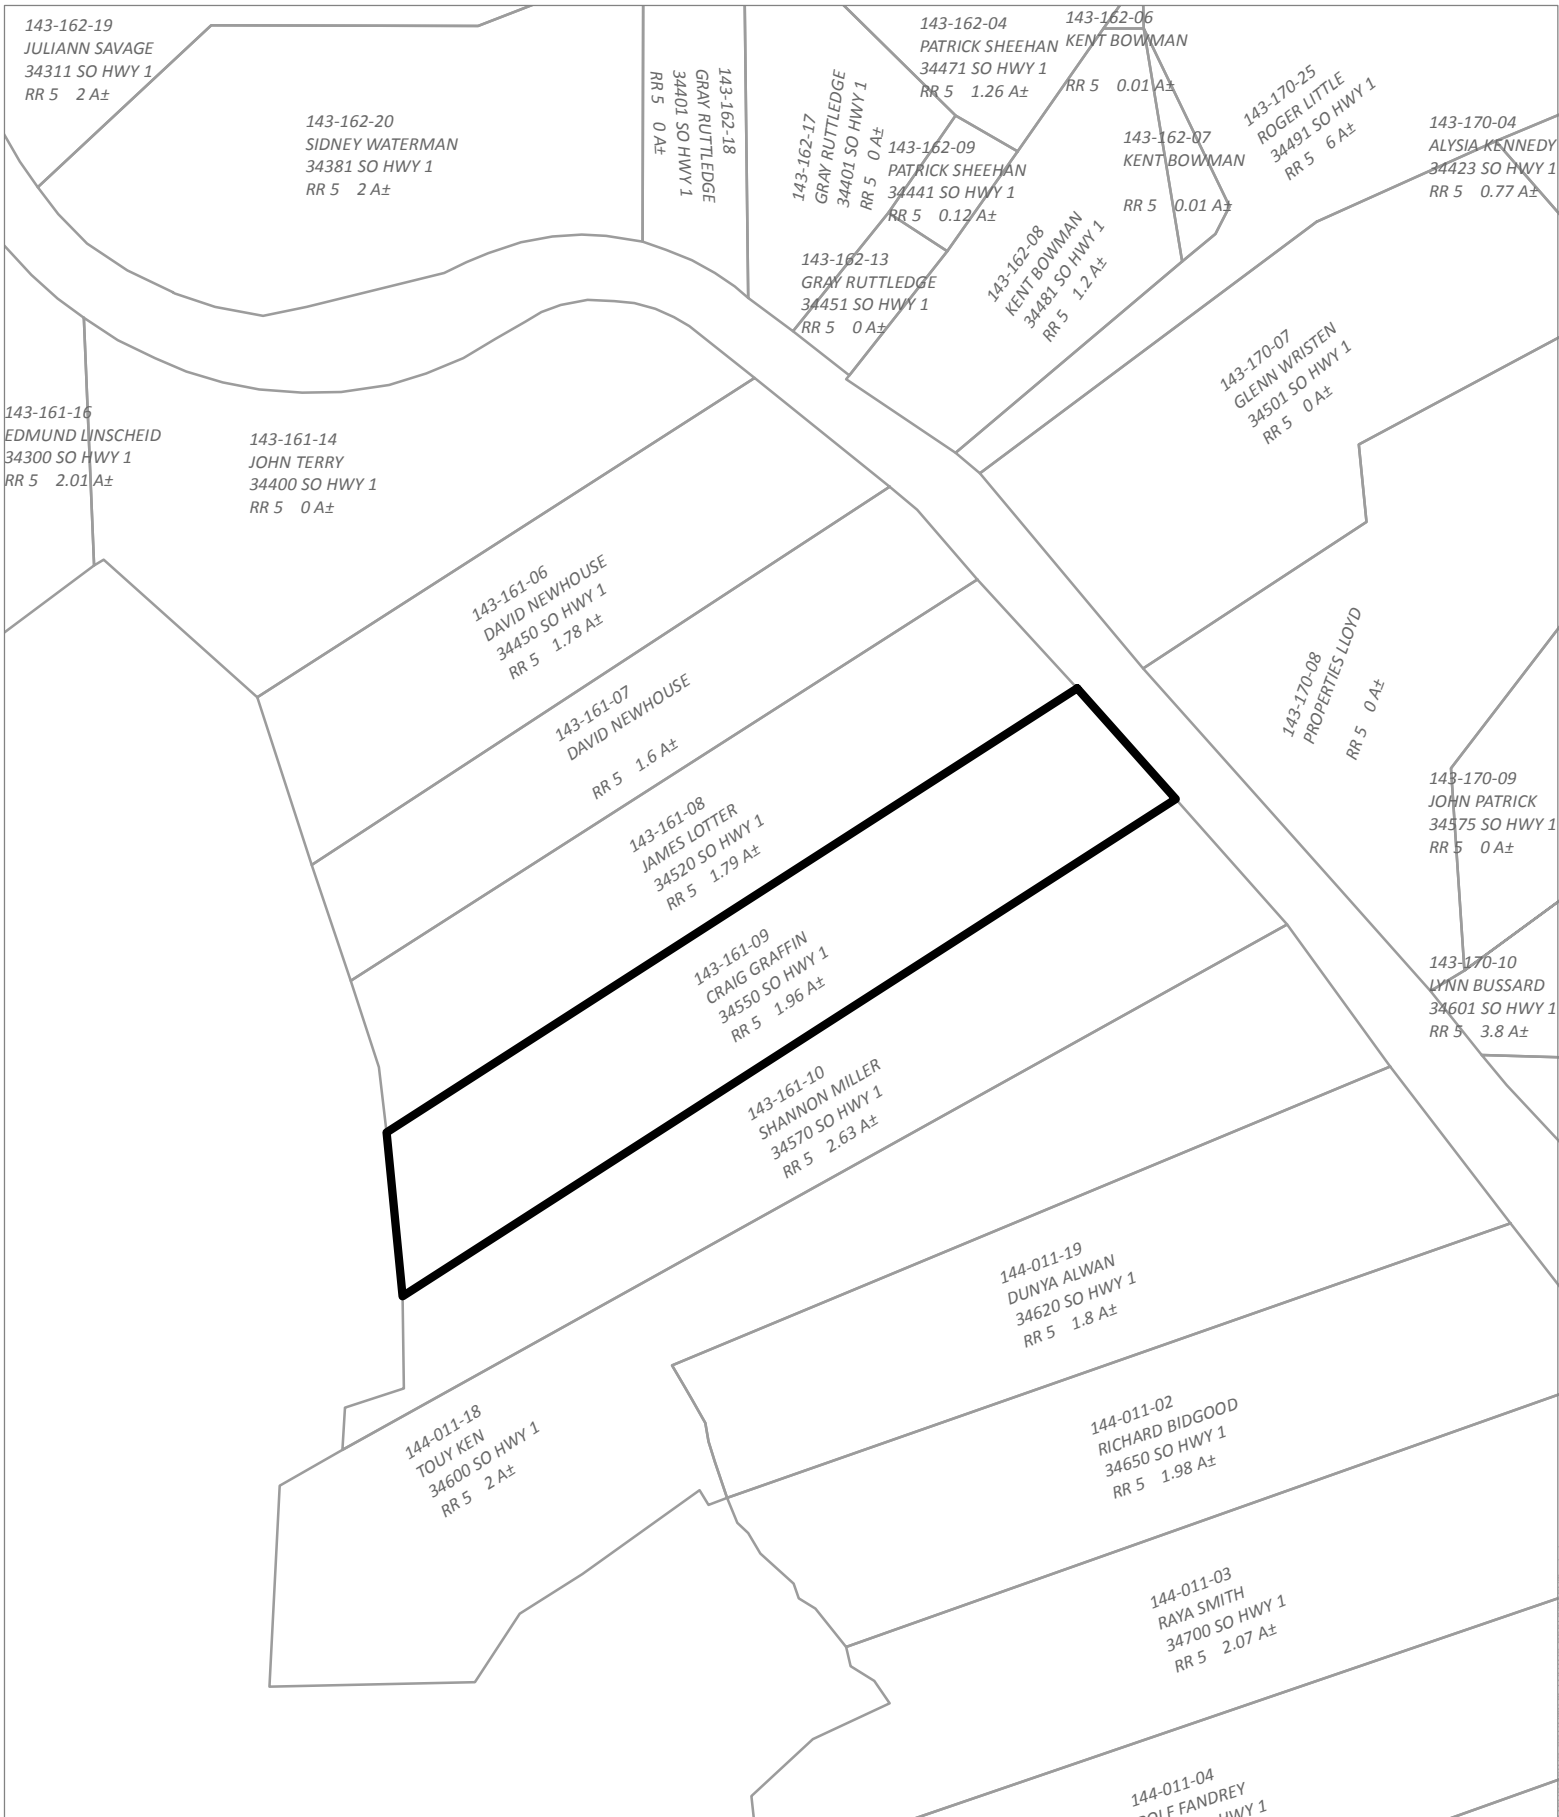 143-162-19
JULIANN SAVAGE
34311 SO HWY 1
RR 5 2 A±
143-162-20
SIDNEY WATERMAN
34381 SO HWY 1
RR 5 2 A±
143-162-18
GRAY RUTTLEDGE
34401 SO HWY 1
RR 5 0 A±
143-162-17
GRAY RUTTLEDGE
34401 SO HWY 1
RR 5 0 A±
143-162-04
PATRICK SHEEHAN
34471 SO HWY 1
RR 5 1.26 A±
143-162-06
KENT BOWMAN
RR 5 0.01 A±
143-162-09
PATRICK SHEEHAN
34441 SO HWY 1
RR 5 0.12 A±
143-162-07
KENT BOWMAN
RR 5 0.01 A±
143-170-25
ROGER LITTLE
34491 SO HWY 1
RR 5 6 A±
143-170-04
ALYSIA KENNEDY
34423 SO HWY 1
RR 5 0.77 A±
143-162-13
GRAY RUTTLEDGE
34451 SO HWY 1
RR 5 0 A±
143-162-08
KENT BOWMAN
34481 SO HWY 1
RR 5 1.2 A±
143-170-07
GLENN WRISTEN
34501 SO HWY 1
RR 5 0 A±
143-161-16
EDMUND LINSCHEID
34300 SO HWY 1
RR 5 2.01 A±
143-161-14
JOHN TERRY
34400 SO HWY 1
RR 5 0 A±
143-161-06
DAVID NEWHOUSE
34450 SO HWY 1
RR 5 1.78 A±
143-161-07
DAVID NEWHOUSE
RR 5 1.6 A±
143-170-08
PROPERTIES LLOYD
RR 5 0 A±
143-161-08
JAMES LOTTER
34520 SO HWY 1
RR 5 1.79 A±
143-170-09
JOHN PATRICK
34575 SO HWY 1
RR 5 0 A±
143-161-09
CRAIG GRAFFIN
34550 SO HWY 1
RR 5 1.96 A±
143-170-10
LYNN BUSSARD
34601 SO HWY 1
RR 5 3.8 A±
143-161-10
SHANNON MILLER
34570 SO HWY 1
RR 5 2.63 A±
144-011-19
DUNYA ALWAN
34620 SO HWY 1
RR 5 1.8 A±
144-011-18
TOUY KEN
34600 SO HWY 1
RR 5 2 A±
144-011-02
RICHARD BIDGOOD
34650 SO HWY 1
RR 5 1.98 A±
144-011-03
RAYA SMITH
34700 SO HWY 1
RR 5 2.07 A±
144-011-04
FANDREY
HWY 1